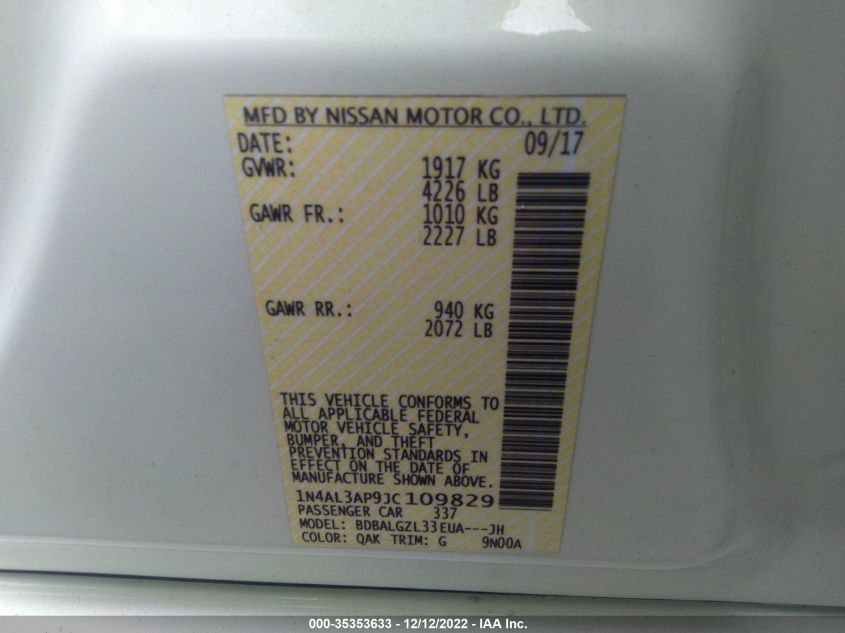 MFD BY NISSAN MOTOR CO., LTD.
DATE: 09/17
GVWR: 1917 KG
4226 LB
GAWR FR.: 1010 KG
2227 LB
GAWR RR.: 940 KG
2072 LB
THIS VEHICLE CONFORMS TO
ALL APPLICABLE FEDERAL
MOTOR VEHICLE SAFETY,
BUMPER, AND THEFT
PREVENTION STANDARDS IN
EFFECT ON THE DATE OF
MANUFACTURE SHOWN ABOVE.
1N4AL3AP9JC109829
PASSENGER CAR 337
MODEL: BDBALGZL33EUA---JH
COLOR: QAK TRIM: G 9N00A
000-35353633 - 12/12/2022 - IAA Inc.